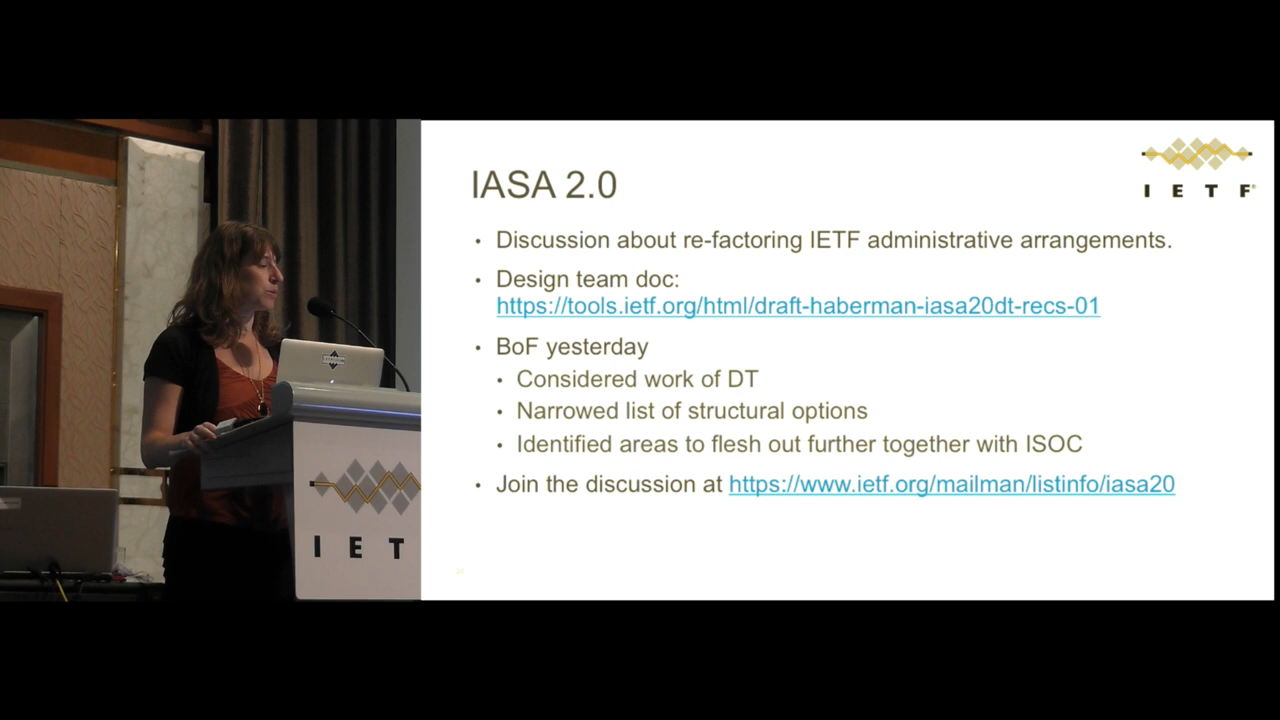 IETF
IASA 2.0
• Discussion about re-factoring IETF administrative arrangements.
• Design team doc:
https://tools.ietf.org/html/draft-haberman-iasa20dt-recs-01
• BoF yesterday
• Considered work of DT
• Narrowed list of structural options
• Identified areas to flesh out further together with ISOC
• Join the discussion at https://www.ietf.org/mailman/listinfo/iasa20
IET